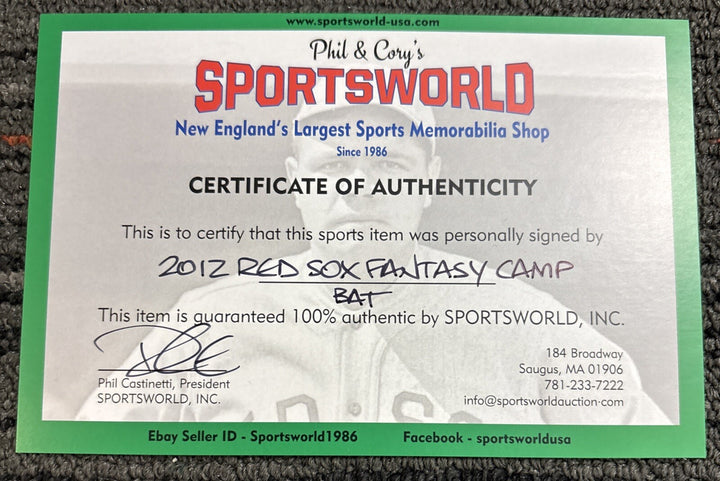 www.sportsworld-usa.com
Phil & Cory's
SPORTSWORLD
New England's Largest Sports Memorabilia Shop
Since 1986
CERTIFICATE OF AUTHENTICITY
This is to certify that this sports item was personally signed by
2012 RED SOX FANTASY CAMP
BAT
This item is guaranteed 100% authentic by SPORTSWORLD, INC.
Phil Castinetti, President
SPORTSWORLD, INC.
184 Broadway
Saugus, MA 01906
781-233-7222
info@sportsworldauction.com
Ebay Seller ID - Sportsworld1986
Facebook - sportsworldusa